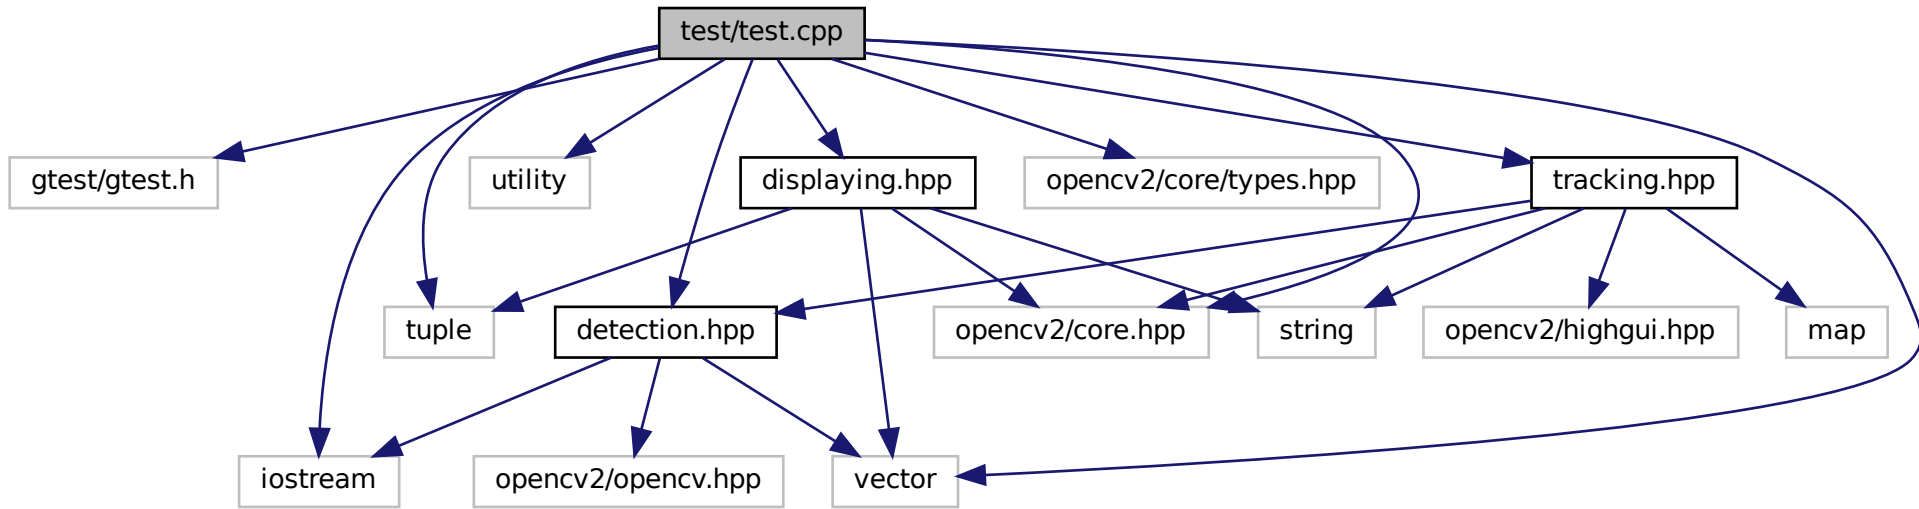 test/test.cpp
gtest/gtest.h
utility
displaying.hpp
opencv2/core/types.hpp
tracking.hpp
tuple
detection.hpp
opencv2/core.hpp
string
opencv2/highgui.hpp
map
iostream
opencv2/opencv.hpp
vector